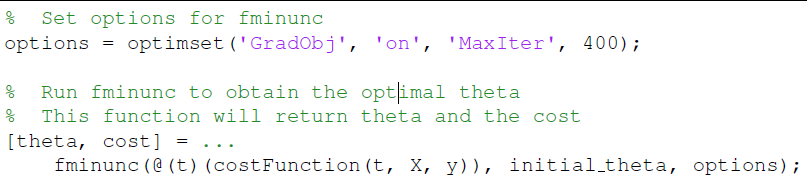 %  Set options for fminunc
options = optimset('GradObj', 'on', 'MaxIter', 400);
%  Run fminunc to obtain the optimal theta
%  This function will return theta and the cost
[theta, cost] = ...
    fminunc(@(t)(costFunction(t, X, y)), initial_theta, options);